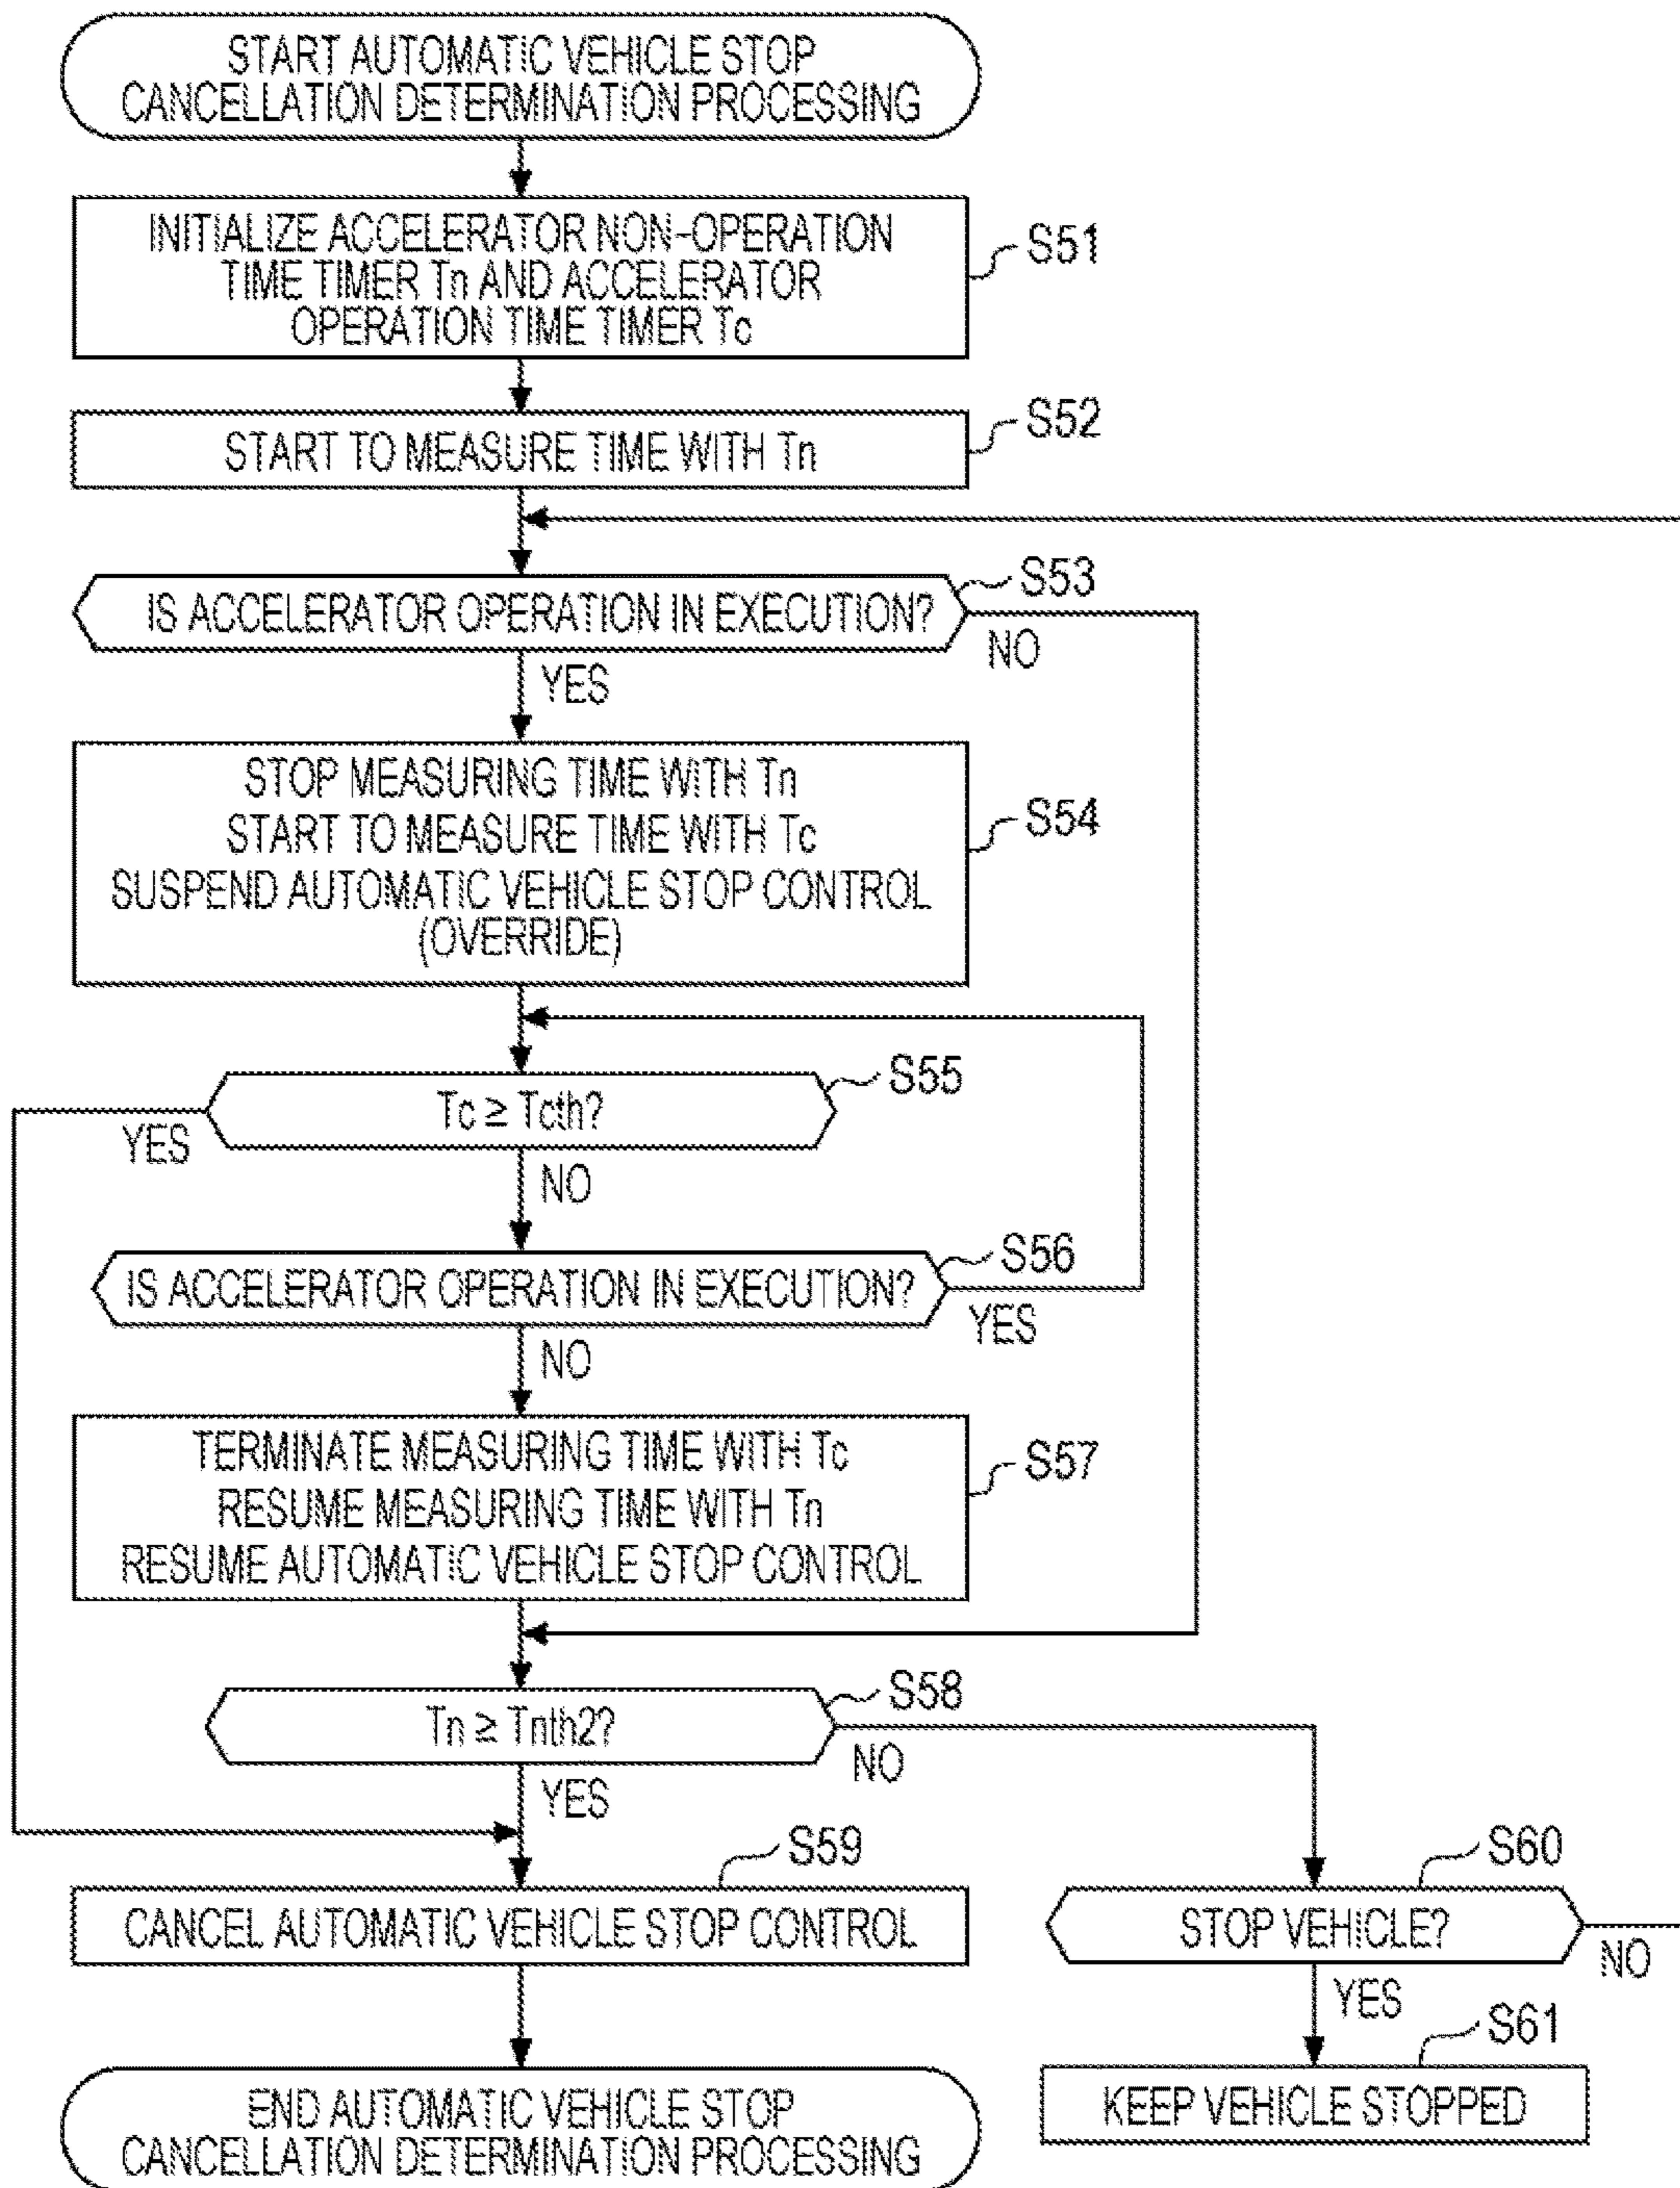 START AUTOMATIC VEHICLE STOP
CANCELLATION DETERMINATION PROCESSING
INITIALIZE ACCELERATOR NON-OPERATION
TIME TIMER Tn AND ACCELERATOR
OPERATION TIME TIMER Tc
S51
START TO MEASURE TIME WITH Tn
S52
IS ACCELERATOR OPERATION IN EXECUTION?
S53
NO
YES
STOP MEASURING TIME WITH Tn
START TO MEASURE TIME WITH Tc
SUSPEND AUTOMATIC VEHICLE STOP CONTROL
(OVERRIDE)
S54
Tc ≥ Tcth?
S55
YES
NO
IS ACCELERATOR OPERATION IN EXECUTION?
S56
YES
NO
TERMINATE MEASURING TIME WITH Tc
RESUME MEASURING TIME WITH Tn
RESUME AUTOMATIC VEHICLE STOP CONTROL
S57
Tn ≥ Tnth2?
S58
NO
YES
CANCEL AUTOMATIC VEHICLE STOP CONTROL
S59
STOP VEHICLE?
S60
NO
YES
KEEP VEHICLE STOPPED
S61
END AUTOMATIC VEHICLE STOP
CANCELLATION DETERMINATION PROCESSING